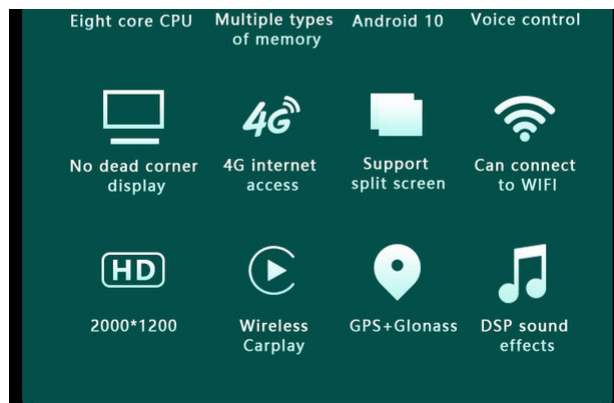 Eight core CPU
Multiple types
of memory
Android 10
Voice control
4G
No dead corner
display
4G internet
access
Support
split screen
Can connect
to WIFI
HD
2000*1200
Wireless
Carplay
GPS+Glonass
DSP sound
effects